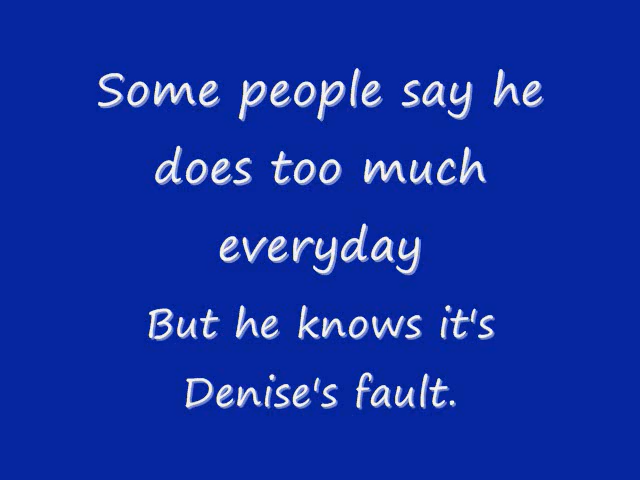 Some people say he
does too much
everyday
But he knows it's
Denise's fault.